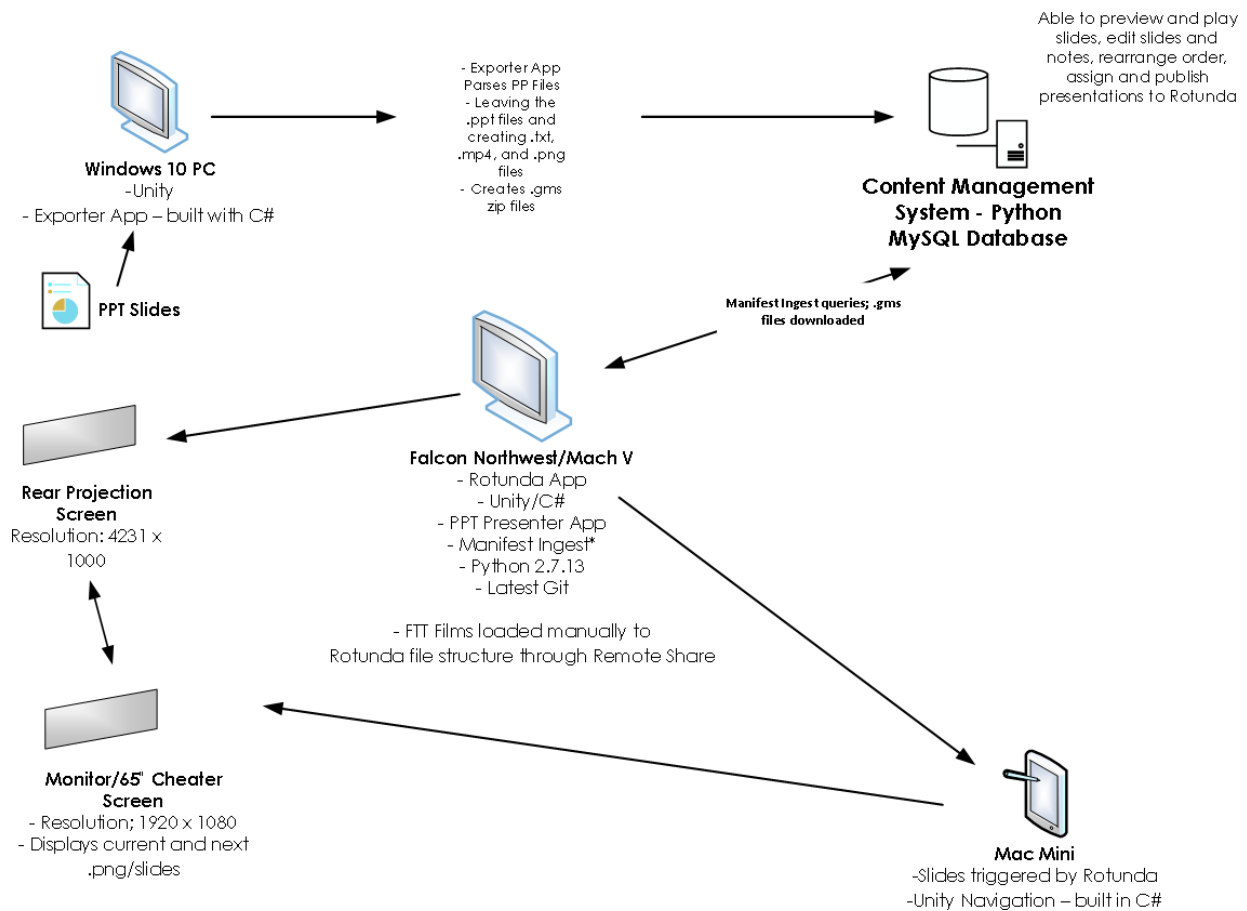 Able to preview and play
slides, edit slides and
notes, rearrange order,
assign and publish
presentations to Rotunda
- Exporter App
Parses PP Files
- Leaving the
.ppt files and
creating .txt,
.mp4, and .png
files
- Creates .gms
zip files
Windows 10 PC
-Unity
- Exporter App – built with C#
Content Management
System - Python
MySQL Database
PPT Slides
Manifest Ingest queries; .gms
files downloaded
Falcon Northwest/Mach V
- Rotunda App
- Unity/C#
- PPT Presenter App
- Manifest Ingest*
- Python 2.7.13
- Latest Git
- FTT Films loaded manually to
Rotunda file structure through Remote Share
Rear Projection
Screen
Resolution: 4231 x
1000
Monitor/65" Cheater
Screen
- Resolution; 1920 x 1080
- Displays current and next
.png/slides
Mac Mini
-Slides triggered by Rotunda
-Unity Navigation – built in C#